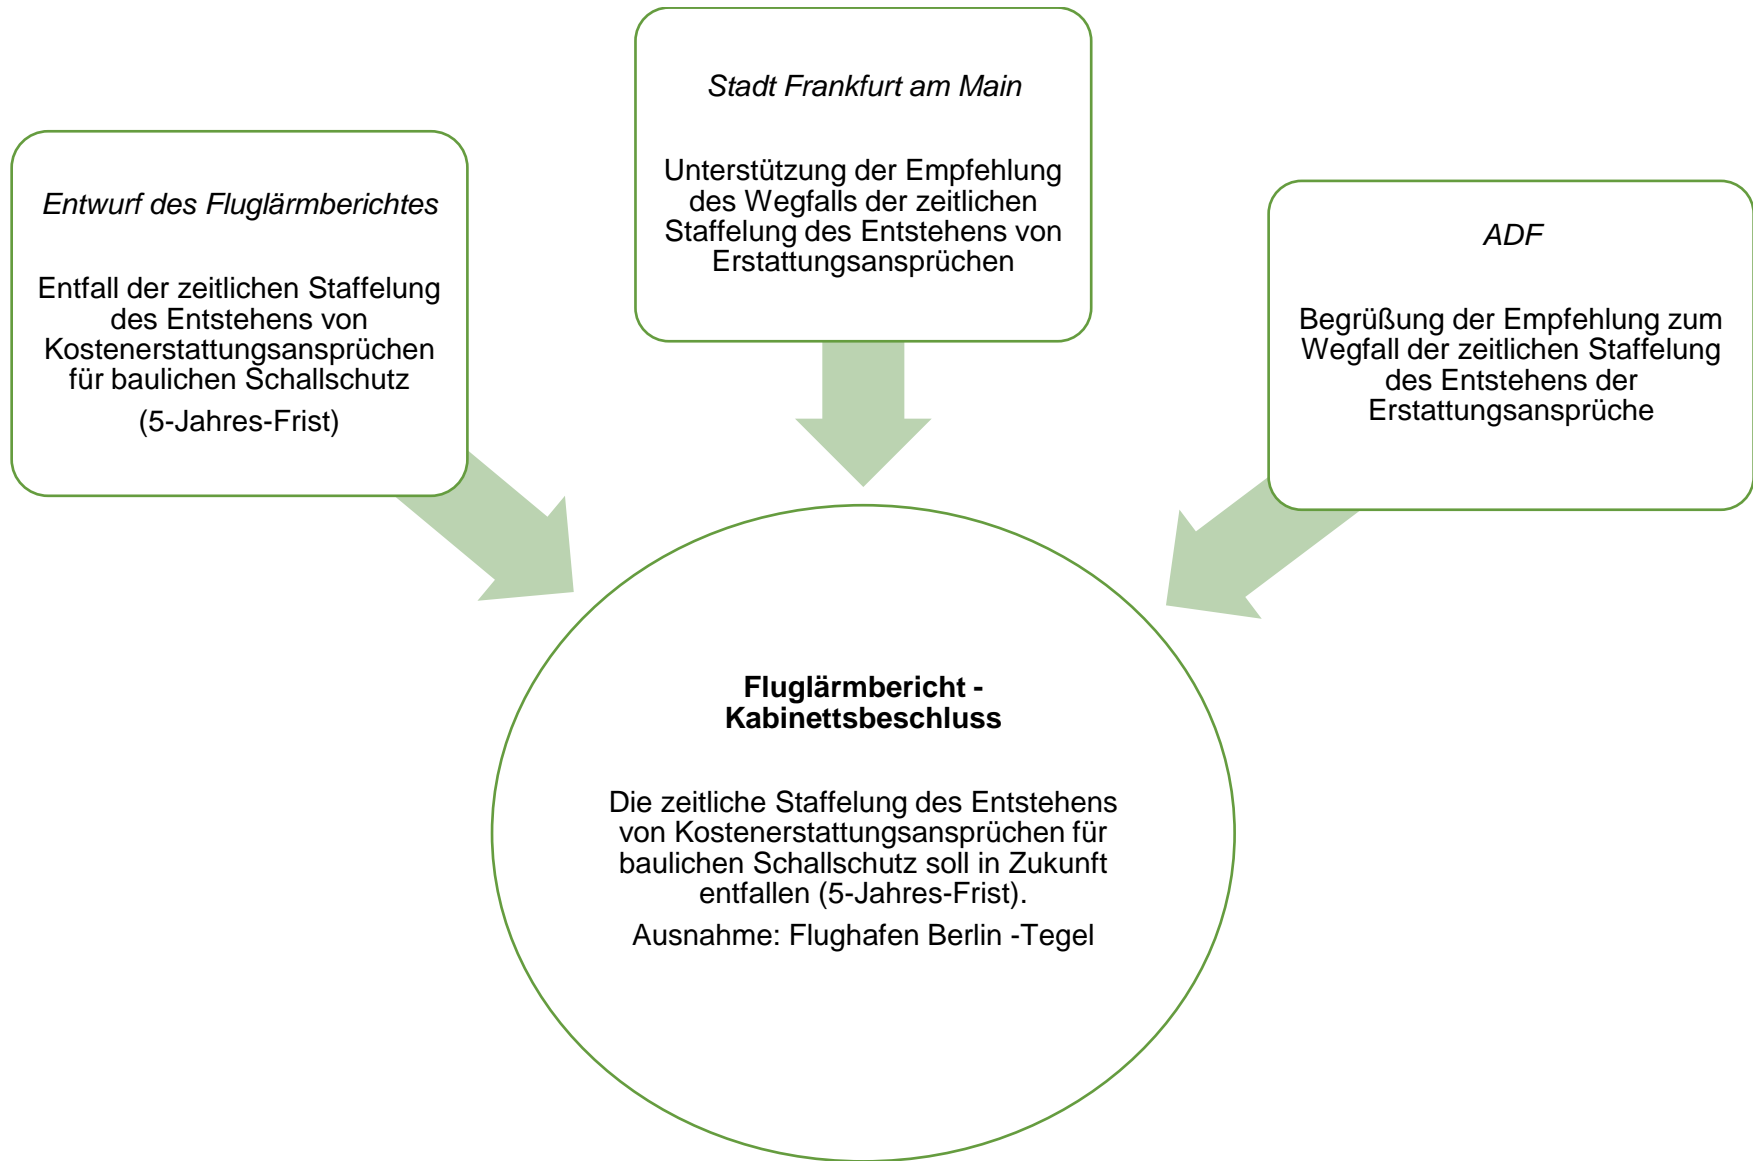 Stadt Frankfurt am Main
Unterstützung der Empfehlung
des Wegfalls der zeitlichen
Staffelung des Entstehens von
Erstattungsansprüchen
Entwurf des Fluglärmberichtes
Entfall der zeitlichen Staffelung
des Entstehens von
Kostenerstattungsansprüchen
für baulichen Schallschutz
(5-Jahres-Frist)
ADF
Begrüßung der Empfehlung zum
Wegfall der zeitlichen Staffelung
des Entstehens der
Erstattungsansprüche
Fluglärmbericht -
Kabinettsbeschluss
Die zeitliche Staffelung des Entstehens
von Kostenerstattungsansprüchen für
baulichen Schallschutz soll in Zukunft
entfallen (5-Jahres-Frist).
Ausnahme: Flughafen Berlin -Tegel